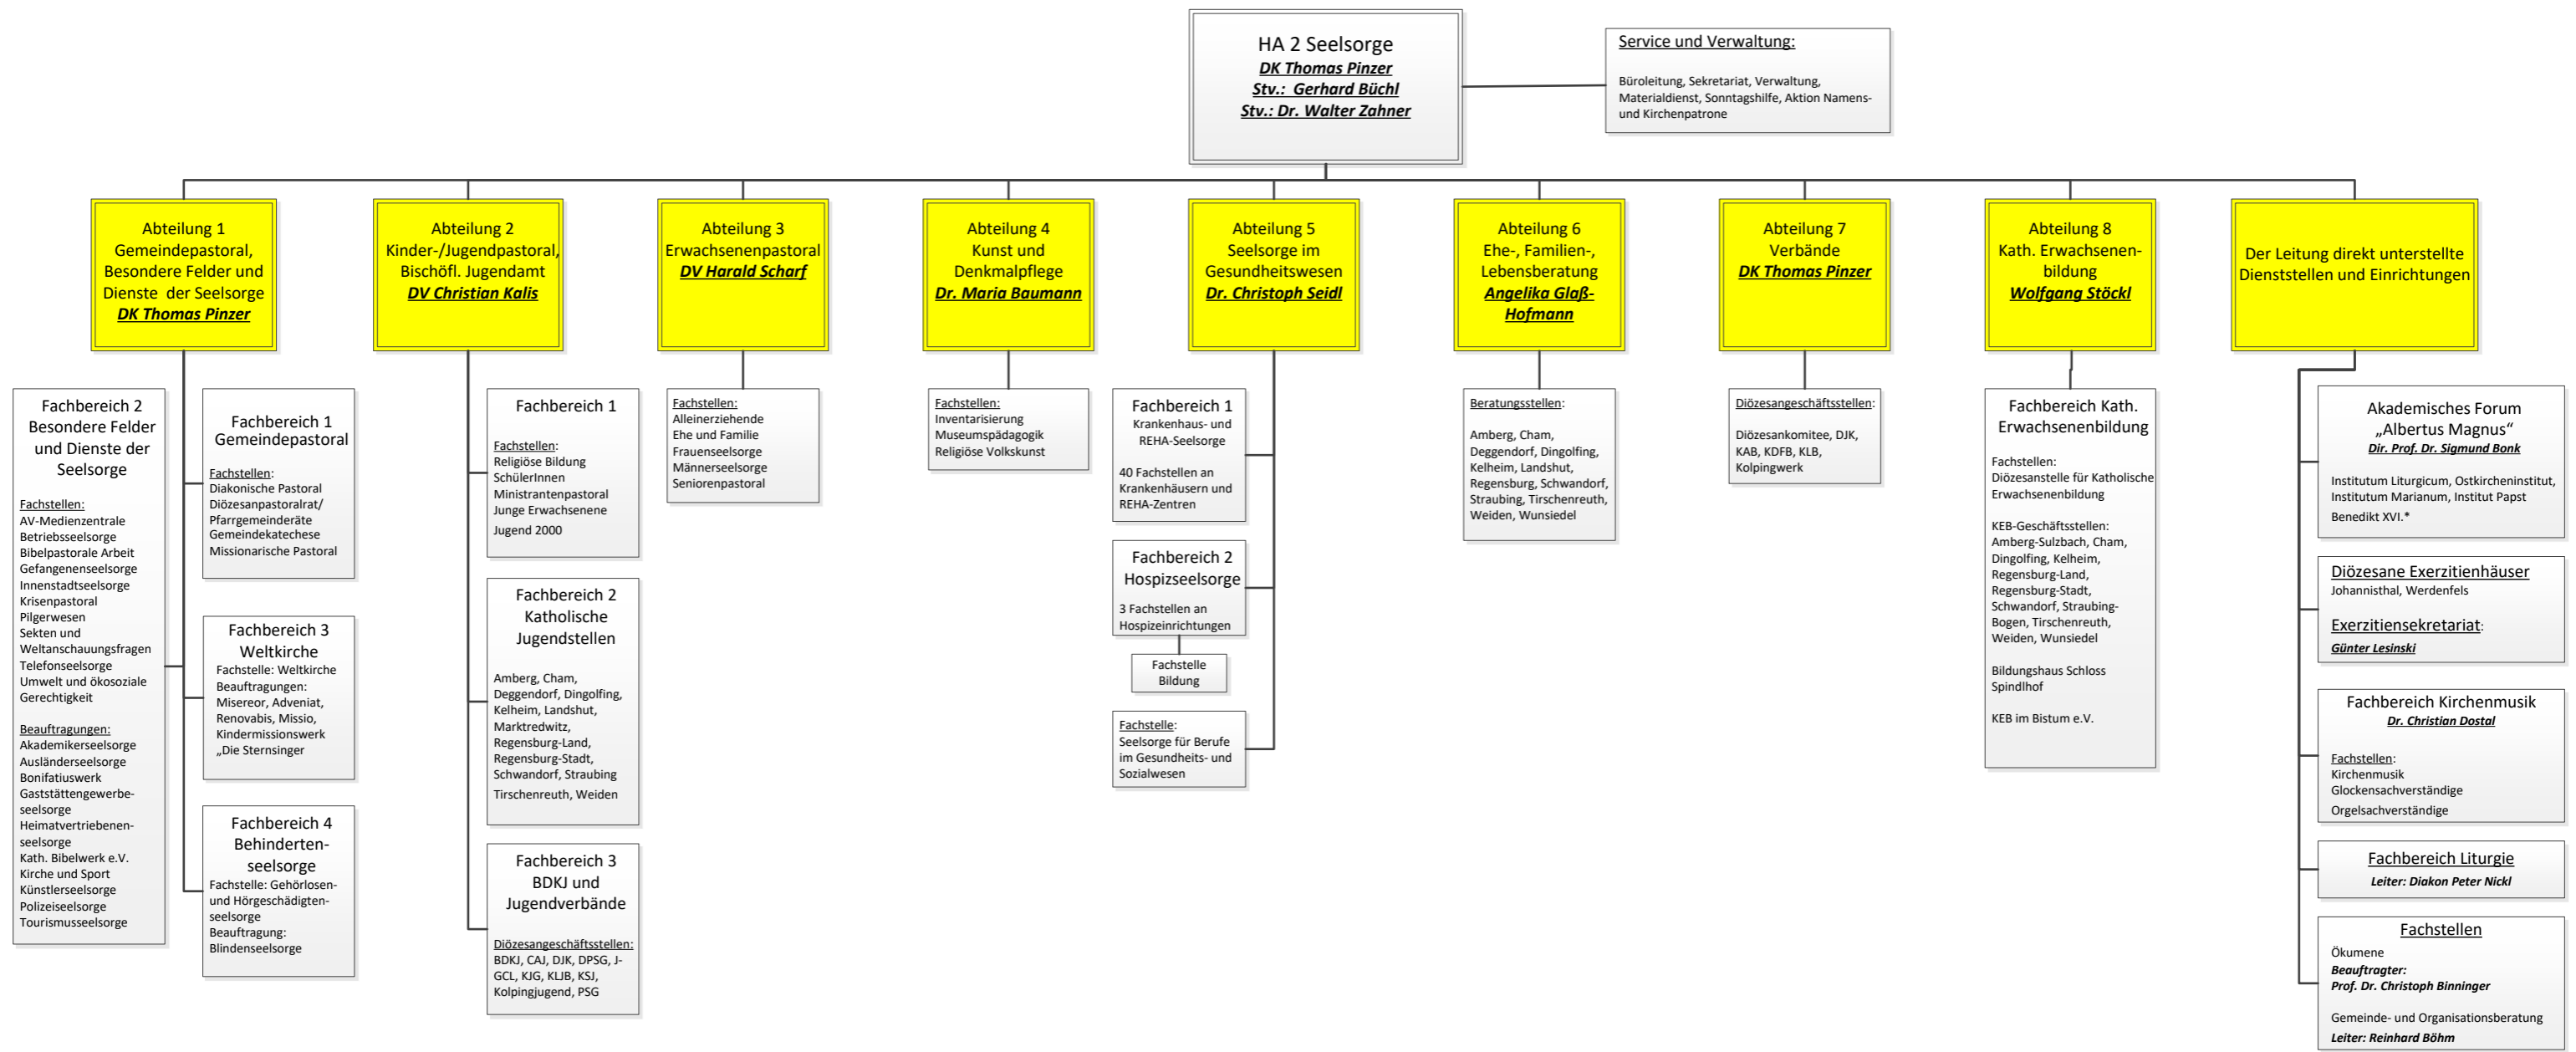 HA 2 Seelsorge
DK Thomas Pinzer
Stv.: Gerhard Büchl
Stv.: Dr. Walter Zahner
Service und Verwaltung:
Büroleitung, Sekretariat, Verwaltung,
Materialdienst, Sonntagshilfe, Aktion Namens-
und Kirchenpatrone
Abteilung 1
Gemeindepastoral,
Besondere Felder und
Dienste der Seelsorge
DK Thomas Pinzer
Abteilung 2
Kinder-/Jugendpastoral,
Bischöfl. Jugendamt
DV Christian Kalis
Abteilung 3
Erwachsenenpastoral
DV Harald Scharf
Abteilung 4
Kunst und
Denkmalpflege
Dr. Maria Baumann
Abteilung 5
Seelsorge im
Gesundheitswesen
Dr. Christoph Seidl
Abteilung 6
Ehe-, Familien-,
Lebensberatung
Angelika Glaß-
Hofmann
Abteilung 7
Verbände
DK Thomas Pinzer
Abteilung 8
Kath. Erwachsenen-
bildung
Wolfgang Stöckl
Der Leitung direkt unterstellte
Dienststellen und Einrichtungen
Fachbereich 2
Besondere Felder
und Dienste der
Seelsorge
Fachstellen:
AV-Medienzentrale
Betriebsseelsorge
Bibelpastorale Arbeit
Gefangenenseelsorge
Innenstadtseelsorge
Krisenpastoral
Pilgerwesen
Sekten und
Weltanschauungsfragen
Telefonseelsorge
Umwelt und ökosoziale
Gerechtigkeit
Beauftragungen:
Akademikerseelsorge
Ausländerseelsorge
Bonifatiuswerk
Gaststättengewerbe-
seelsorge
Heimatvertriebenen-
seelsorge
Kath. Bibelwerk e.V.
Kirche und Sport
Künstlerseelsorge
Polizeiseelsorge
Tourismusseelsorge
Fachbereich 1
Gemeindepastoral
Fachstellen:
Diakonische Pastoral
Diözesanpastoralrat/
Pfarrgemeinderäte
Gemeindekatechese
Missionarische Pastoral
Fachbereich 3
Weltkirche
Fachstelle: Weltkirche
Beauftragungen:
Misereor, Adveniat,
Renovabis, Missio,
Kindermissionswerk
„Die Sternsinger
Fachbereich 4
Behinderten-
seelsorge
Fachstelle: Gehörlosen-
und Hörgeschädigten-
seelsorge
Beauftragung:
Blindenseelsorge
Fachbereich 1
Fachstellen:
Religiöse Bildung
SchülerInnen
Ministrantenpastoral
Junge Erwachsenene
Jugend 2000
Fachbereich 2
Katholische
Jugendstellen
Amberg, Cham,
Deggendorf, Dingolfing,
Kelheim, Landshut,
Marktredwitz,
Regensburg-Land,
Regensburg-Stadt,
Schwandorf, Straubing
Tirschenreuth, Weiden
Fachbereich 3
BDKJ und
Jugendverbände
Diözesangeschäftsstellen:
BDKJ, CAJ, DJK, DPSG, J-
GCL, KJG, KLJB, KSJ,
Kolpingjugend, PSG
Fachstellen:
Alleinerziehende
Ehe und Familie
Frauenseelsorge
Männerseelsorge
Seniorenpastoral
Fachstellen:
Inventarisierung
Museumspädagogik
Religiöse Volkskunst
Fachbereich 1
Krankenhaus- und
REHA-Seelsorge
40 Fachstellen an
Krankenhäusern und
REHA-Zentren
Fachbereich 2
Hospizseelsorge
3 Fachstellen an
Hospizeinrichtungen
Fachstelle
Bildung
Fachstelle:
Seelsorge für Berufe
im Gesundheits- und
Sozialwesen
Beratungsstellen:
Amberg, Cham,
Deggendorf, Dingolfing,
Kelheim, Landshut,
Regensburg, Schwandorf,
Straubing, Tirschenreuth,
Weiden, Wunsiedel
Diözesangeschäftsstellen:
Diözesankomitee, DJK,
KAB, KDFB, KLB,
Kolpingwerk
Fachbereich Kath.
Erwachsenenbildung
Fachstellen:
Diözesanstelle für Katholische
Erwachsenenbildung
KEB-Geschäftsstellen:
Amberg-Sulzbach, Cham,
Dingolfing, Kelheim,
Regensburg-Land,
Regensburg-Stadt,
Schwandorf, Straubing-
Bogen, Tirschenreuth,
Weiden, Wunsiedel
Bildungshaus Schloss
Spindlhof
KEB im Bistum e.V.
Akademisches Forum
„Albertus Magnus“
Dir. Prof. Dr. Sigmund Bonk
Institutum Liturgicum, Ostkircheninstitut,
Institutum Marianum, Institut Papst
Benedikt XVI.*
Diözesane Exerzitienhäuser
Johannisthal, Werdenfels
Exerzitiensekretariat:
Günter Lesinski
Fachbereich Kirchenmusik
Dr. Christian Dostal
Fachstellen:
Kirchenmusik
Glockensachverständige
Orgelsachverständige
Fachbereich Liturgie
Leiter: Diakon Peter Nickl
Fachstellen
Ökumene
Beauftragter:
Prof. Dr. Christoph Binninger
Gemeinde- und Organisationsberatung
Leiter: Reinhard Böhm